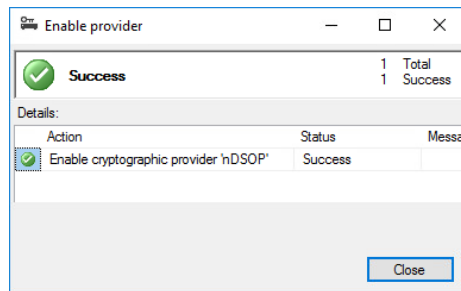 Enable provider
Success
1 Total
1 Success
Details:
Action Status Messa
Enable cryptographic provider 'nDSOP' Success
Close